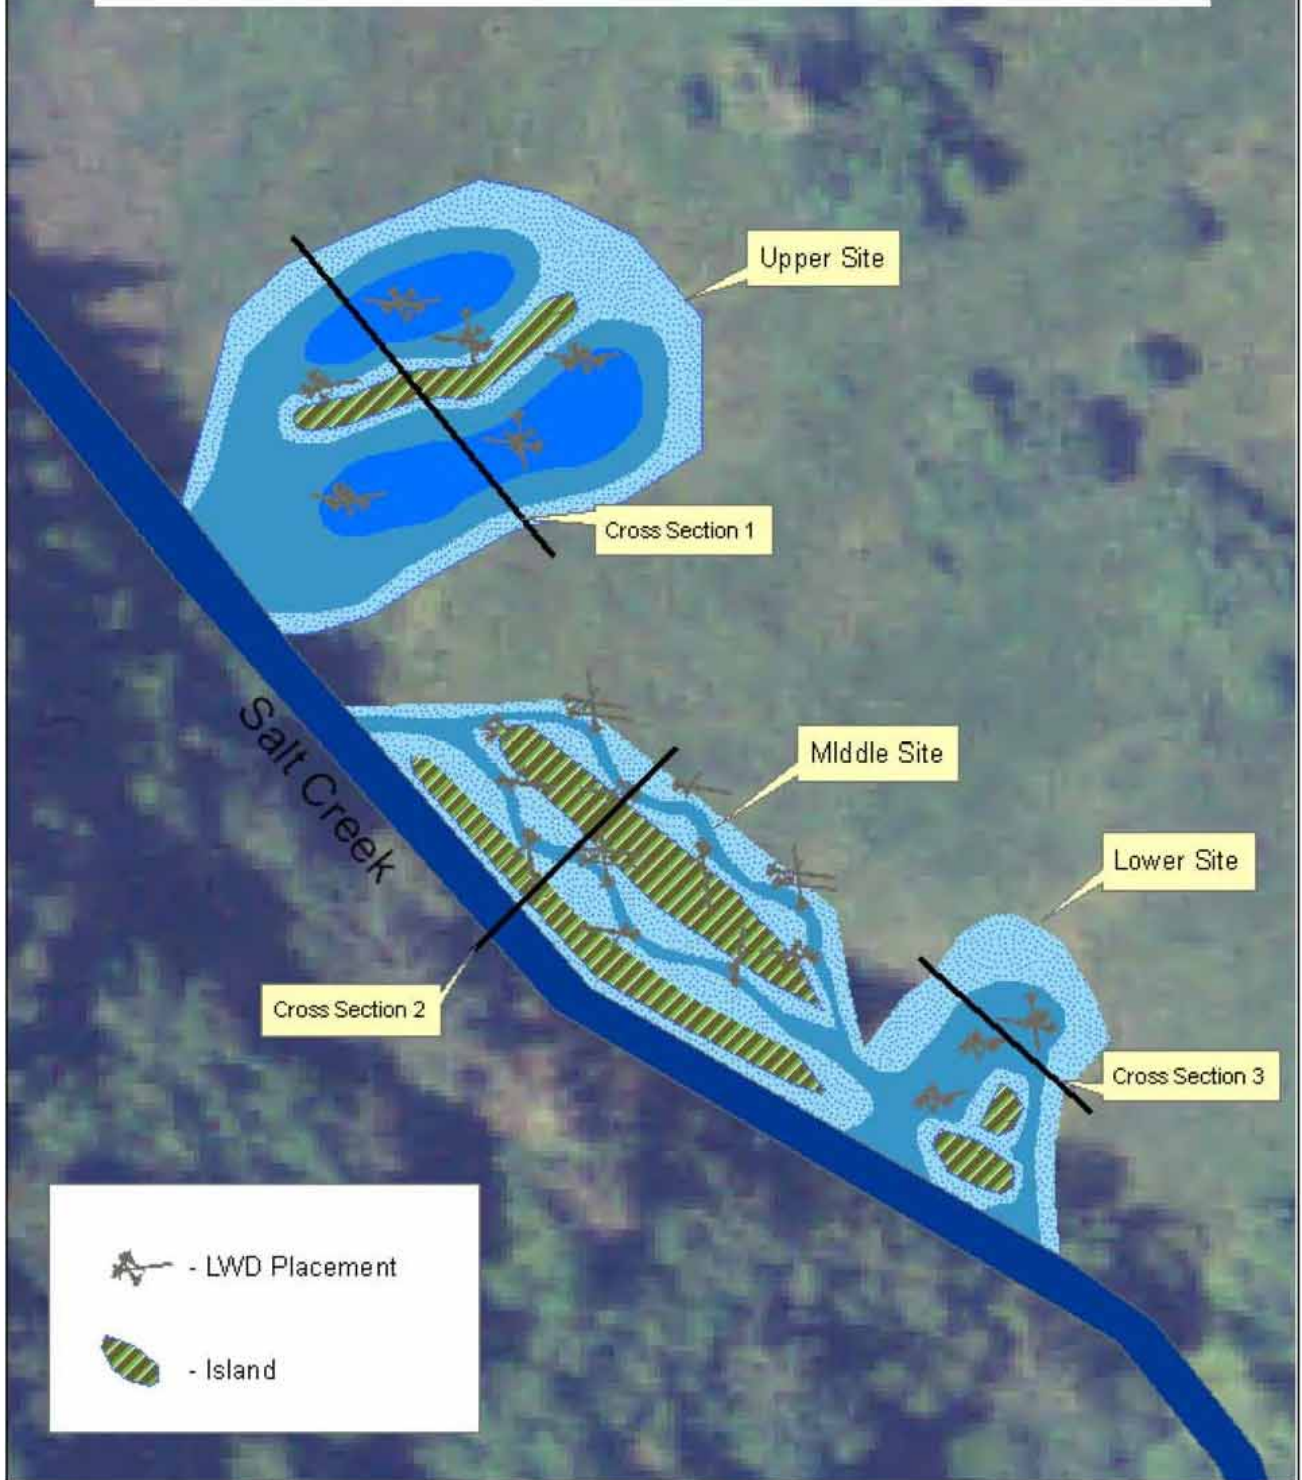 Upper Site
Cross Section 1
Salt Creek
MIddle Site
Lower Site
Cross Section 2
Cross Section 3
- LWD Placement
- Island